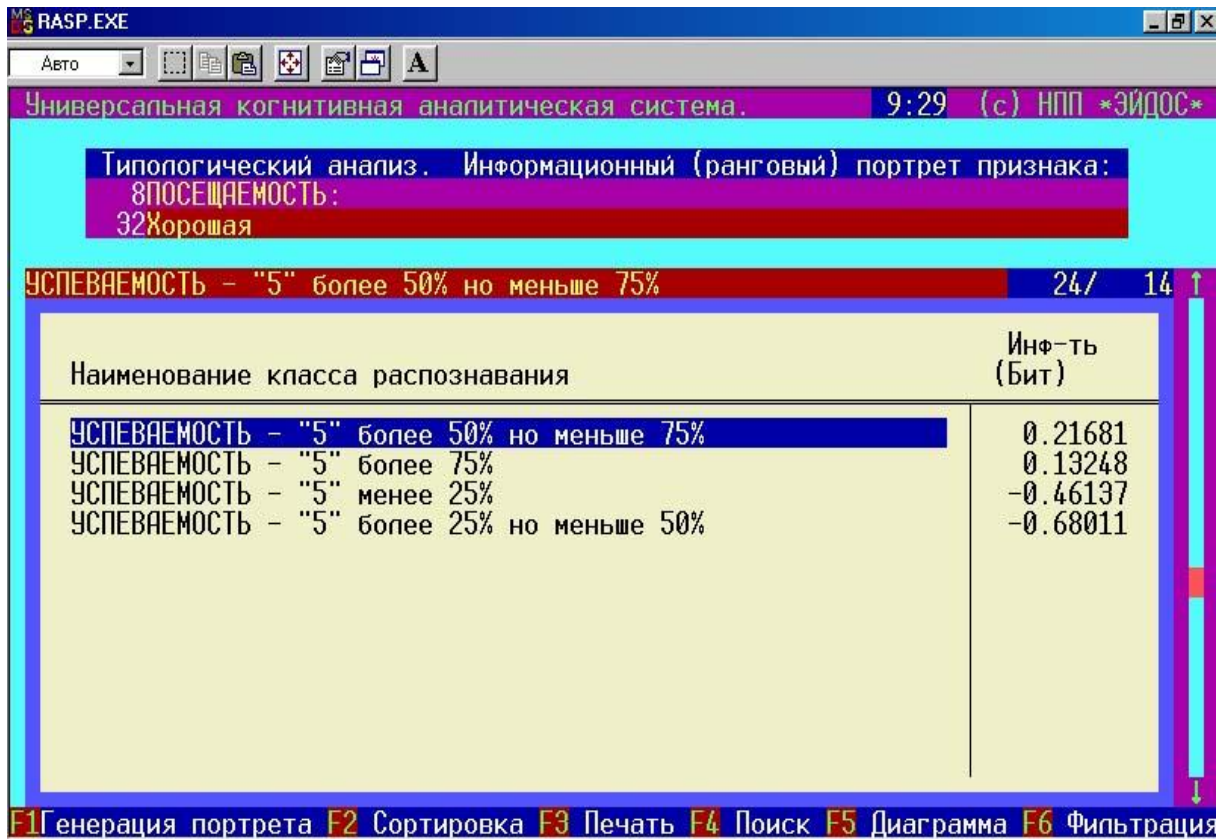 RASP.EXE
Авто A
Универсальная когнитивная аналитическая система. 9:29 (c) НПП *ЭЙДОС*
Типологический анализ. Информационный (ранговый) портрет признака:
8ПОСЕЩАЕМОСТЬ:
32Хорошая
УСПЕВАЕМОСТЬ - "5" более 50% но меньше 75% 24/ 14
Наименование класса распознавания Инф-ть (Бит)
УСПЕВАЕМОСТЬ - "5" более 50% но меньше 75% 0.21681
УСПЕВАЕМОСТЬ - "5" более 75% 0.13248
УСПЕВАЕМОСТЬ - "5" менее 25% -0.46137
УСПЕВАЕМОСТЬ - "5" более 25% но меньше 50% -0.68011
F1Генерация портрета F2 Сортировка F3 Печать F4 Поиск F5 Диаграмма F6 Фильтрация